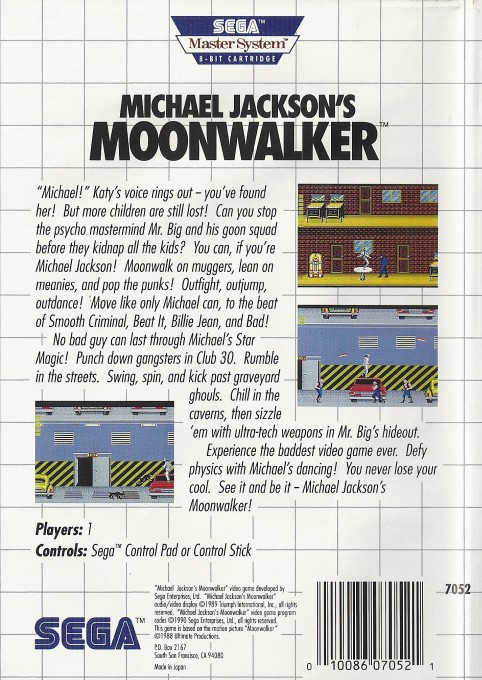 SEGA™
Master System™
8-BIT CARTRIDGE
MICHAEL JACKSON'S
MOONWALKER™
"Michael!" Katy's voice rings out – you've found
her! But more children are still lost! Can you stop
the psycho mastermind Mr. Big and his goon squad
before they kidnap all the kids? You can, if you're
Michael Jackson! Moonwalk on muggers, lean on
meanies, and pop the punks! Outfight, outjump,
outdance! Move like only Michael can, to the beat
of Smooth Criminal, Beat It, Billie Jean, and Bad!
No bad guy can last through Michael's Star
Magic! Punch down gangsters in Club 30. Rumble
in the streets. Swing, spin, and kick past graveyard
ghouls. Chill in the
caverns, then sizzle
'em with ultra-tech weapons in Mr. Big's hideout.
Experience the baddest video game ever. Defy
physics with Michael's dancing! You never lose your
cool. See it and be it – Michael Jackson's
Moonwalker!
Players: 1
Controls: Sega™ Control Pad or Control Stick
SEGA™
"Michael Jackson's Moonwalker" video game developed by
Sega Enterprises, Ltd. "Michael Jackson's Moonwalker"
audio/video display ©1989 Triumph International, Inc., all rights
reserved. "Michael Jackson's Moonwalker" video game program
codes ©1990 Sega Enterprises, Ltd., all rights reserved.
This game is based on the motion picture "Moonwalker"
©1988 Ultimate Productions.
P.O. Box 2167
South San Francisco, CA 94080
Made in Japan
7052
0 10086 07052 1